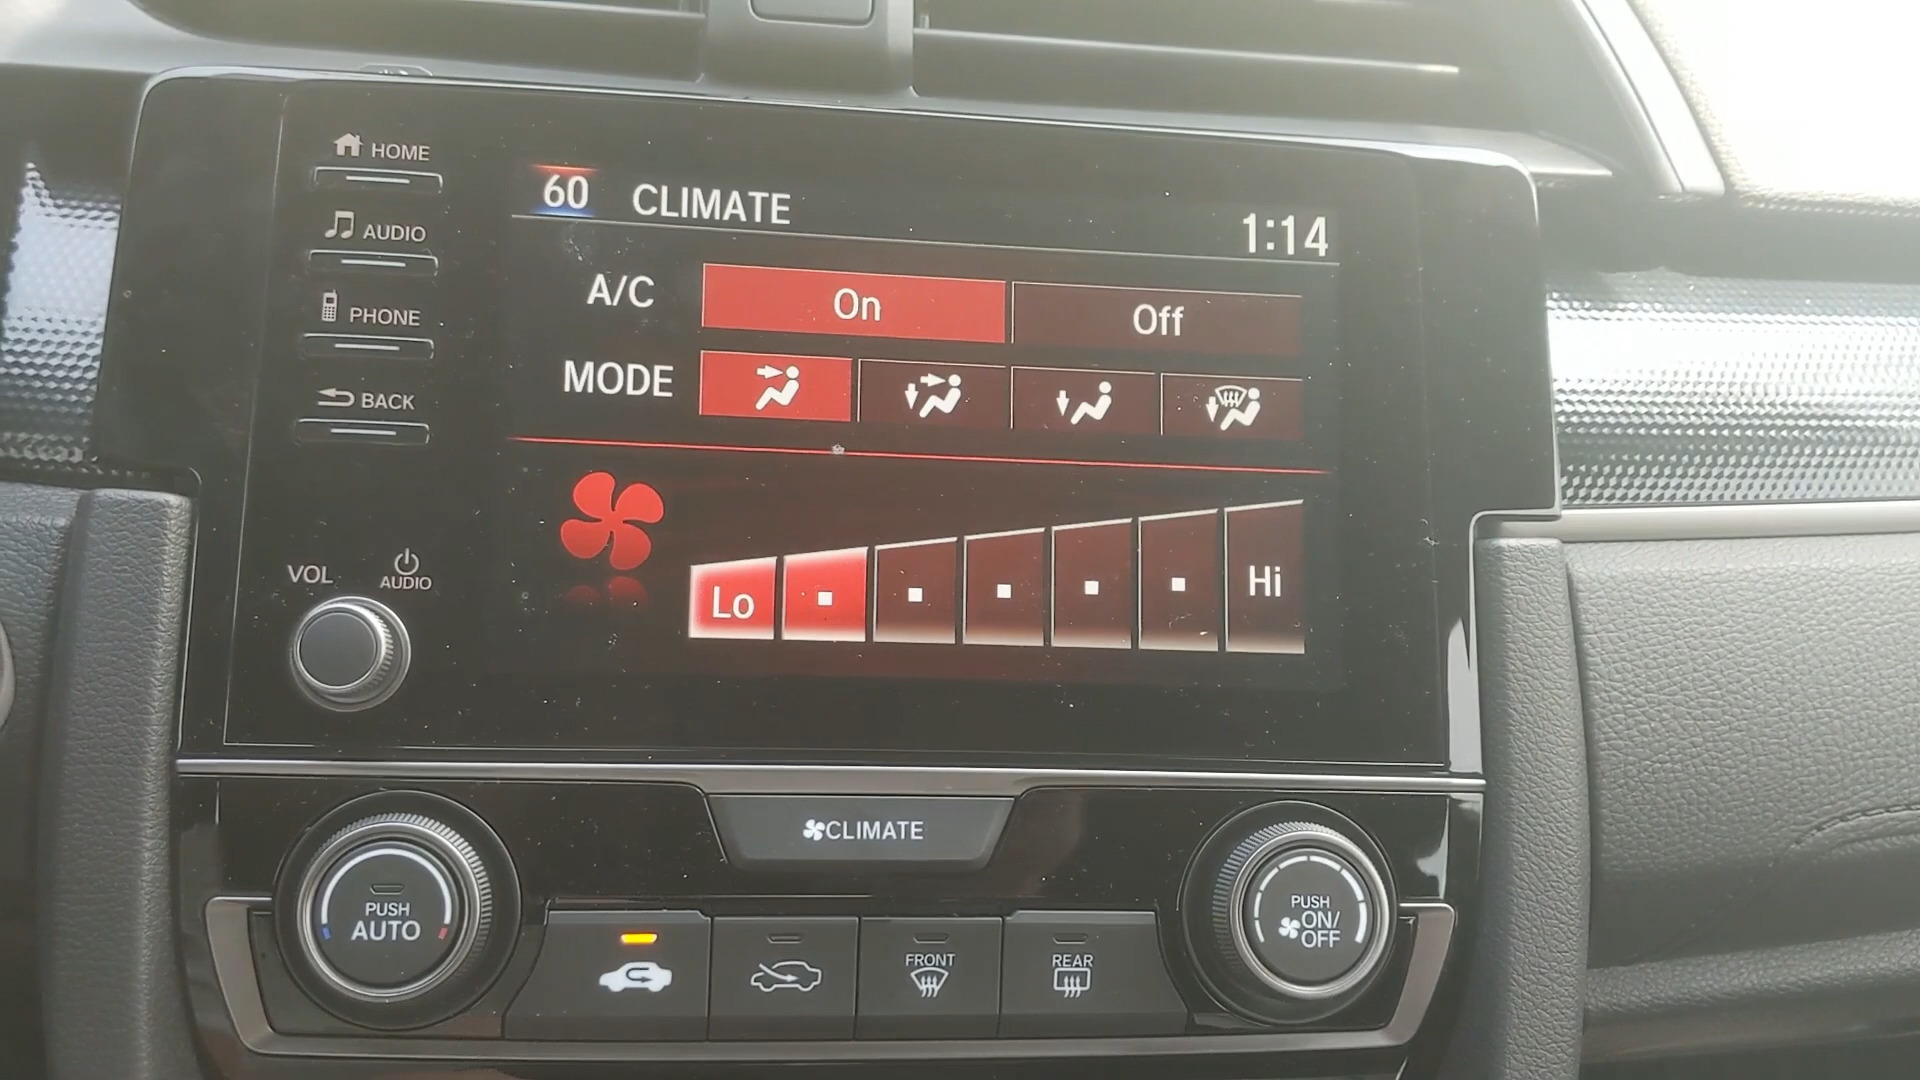 HOME
AUDIO
PHONE
BACK
VOL
AUDIO
60 CLIMATE 1:14
A/C On Off
MODE
Lo Hi
CLIMATE
PUSH
AUTO
FRONT
REAR
PUSH
ON/
OFF